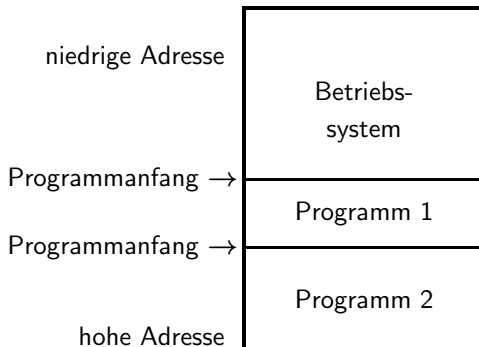 niedrige Adresse
Betriebs-
system
Programmanfang →
Programm 1
Programmanfang →
Programm 2
hohe Adresse